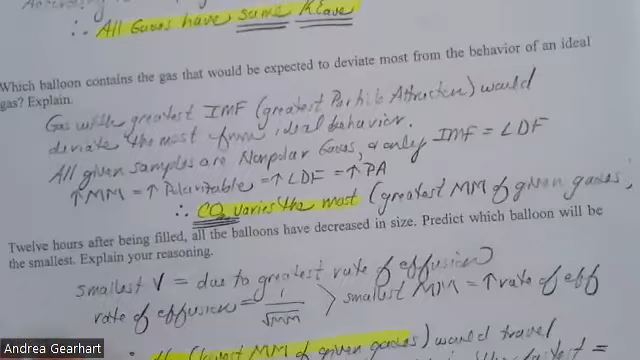 ∴ All Gases have same KEave
Which balloon contains the gas that would be expected to deviate most from the behavior of an ideal
gas? Explain.
Gas with greatest IMF (greatest Particle Attraction) would
deviate the most from ideal behavior.
All given samples are Nonpolar Gases, & only IMF = LDF
↑MM = ↑ Polarizable = ↑ LDF = ↑ PA
∴ CO2 varies the most (greatest MM of given gases)
Twelve hours after being filled, all the balloons have decreased in size. Predict which balloon will be
the smallest. Explain your reasoning.
smallest V = due to greatest rate of effusion
rate of effusion = 1/√MM > smallest MM = ↑ rate of eff
(lowest MM of given gases) would travel
Andrea Gearhart